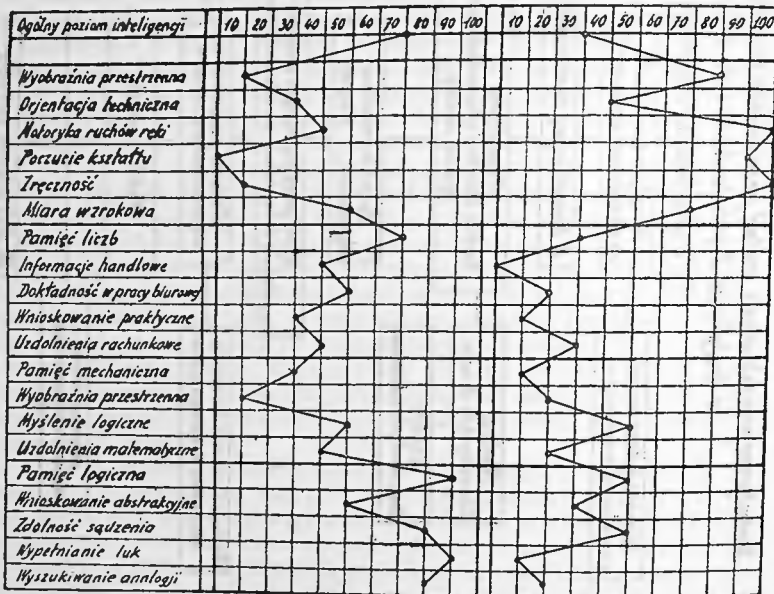 Ogólny poziom inteligencji 10 20 30 40 50 60 70 80 90 100 10 20 30 40 50 60 70 80 90 100
Wyobraźnia przestrzenna
Orjentacja techniczna
Motoryka ruchów ręki
Poczucie kształtu
Zręczność
Miara wzrokowa
Pamięć liczb
Informacje handlowe
Dokładność w pracy biurowej
Wnioskowanie praktyczne
Uzdolnienia rachunkowe
Pamięć mechaniczna
Wyobraźnia przestrzenna
Myślenie logiczne
Uzdolnienia matematyczne
Pamięć logiczna
Wnioskowanie abstrakcyjne
Zdolność sądzenia
Wypełnianie luk
Wyszukiwanie annlogji